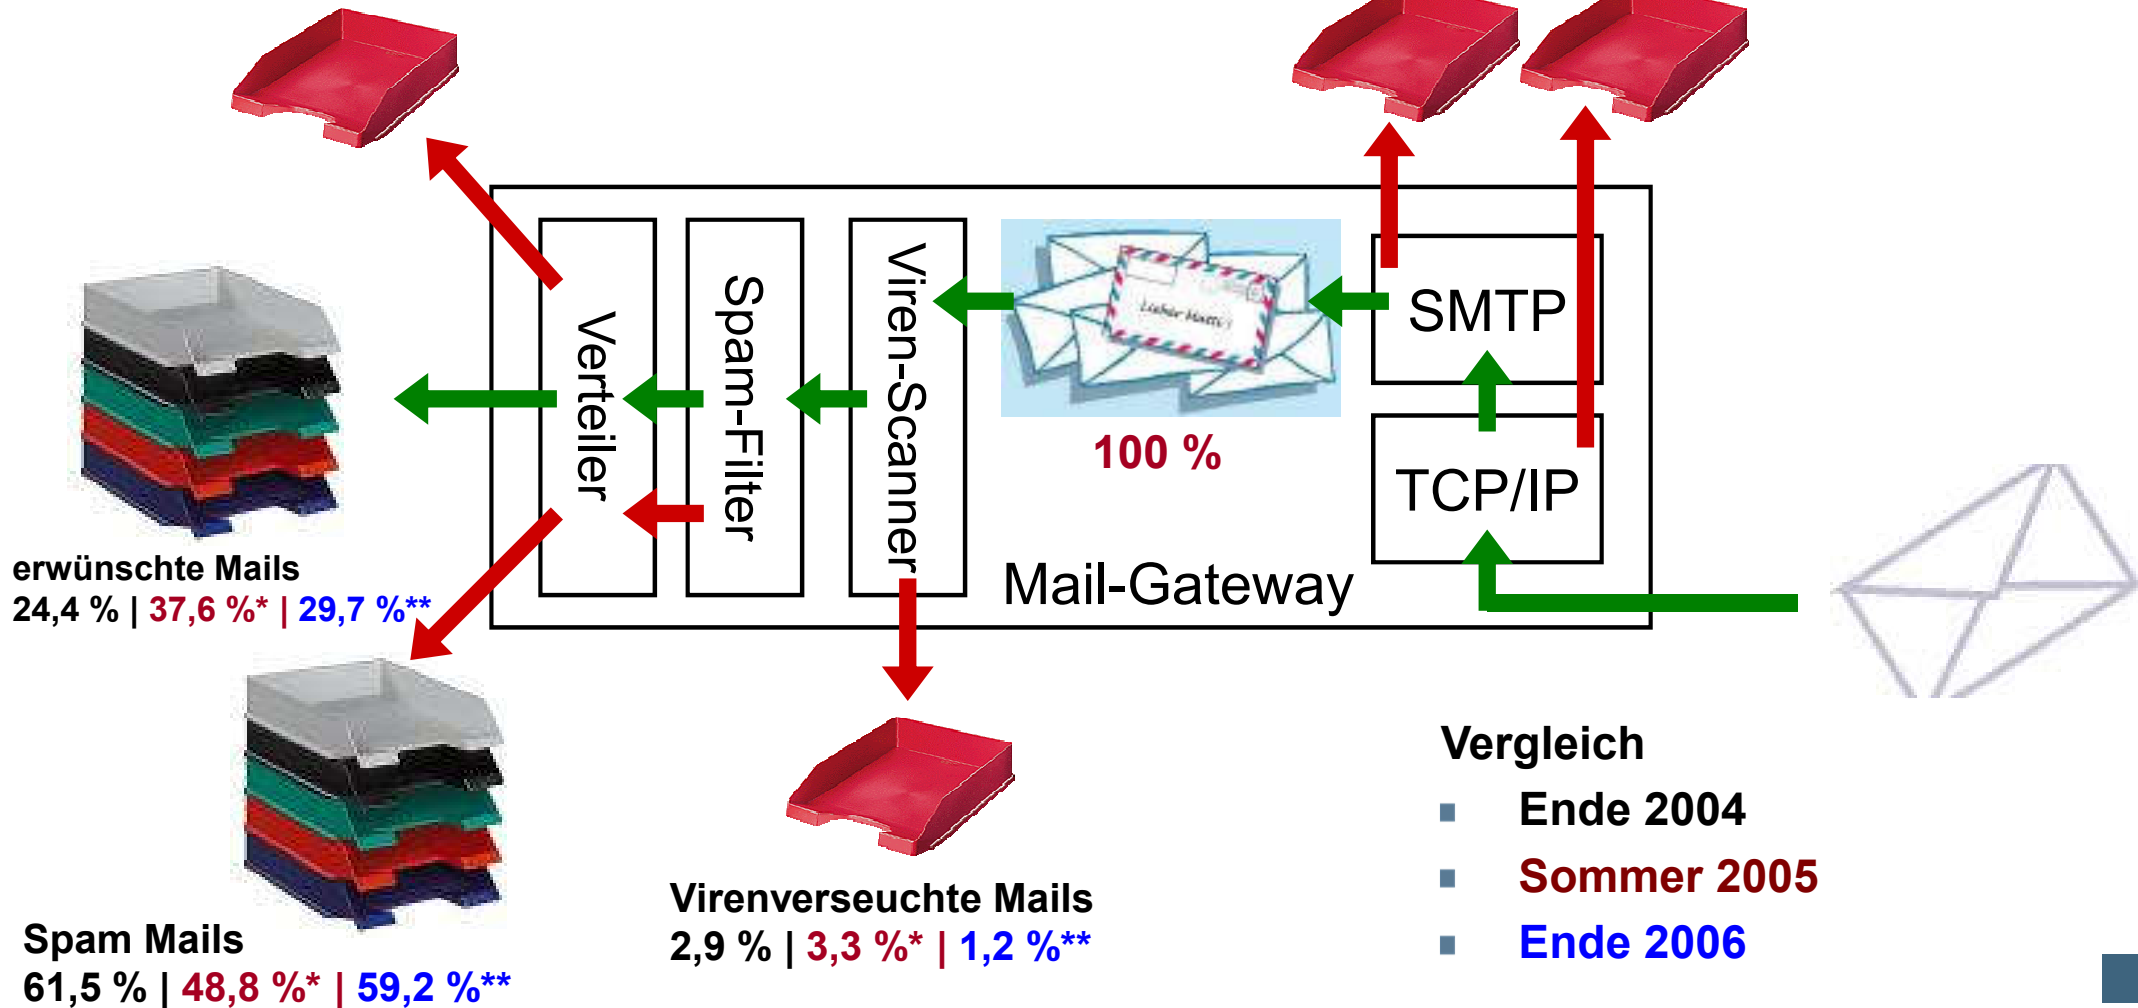 Verteiler
Spam-Filter
Viren-Scanner
Lieber Matti!
100 %
SMTP
TCP/IP
Mail-Gateway
erwünschte Mails
24,4 % | 37,6 %* | 29,7 %**
Spam Mails
61,5 % | 48,8 %* | 59,2 %**
Virenverseuchte Mails
2,9 % | 3,3 %* | 1,2 %**
Vergleich
Ende 2004
Sommer 2005
Ende 2006